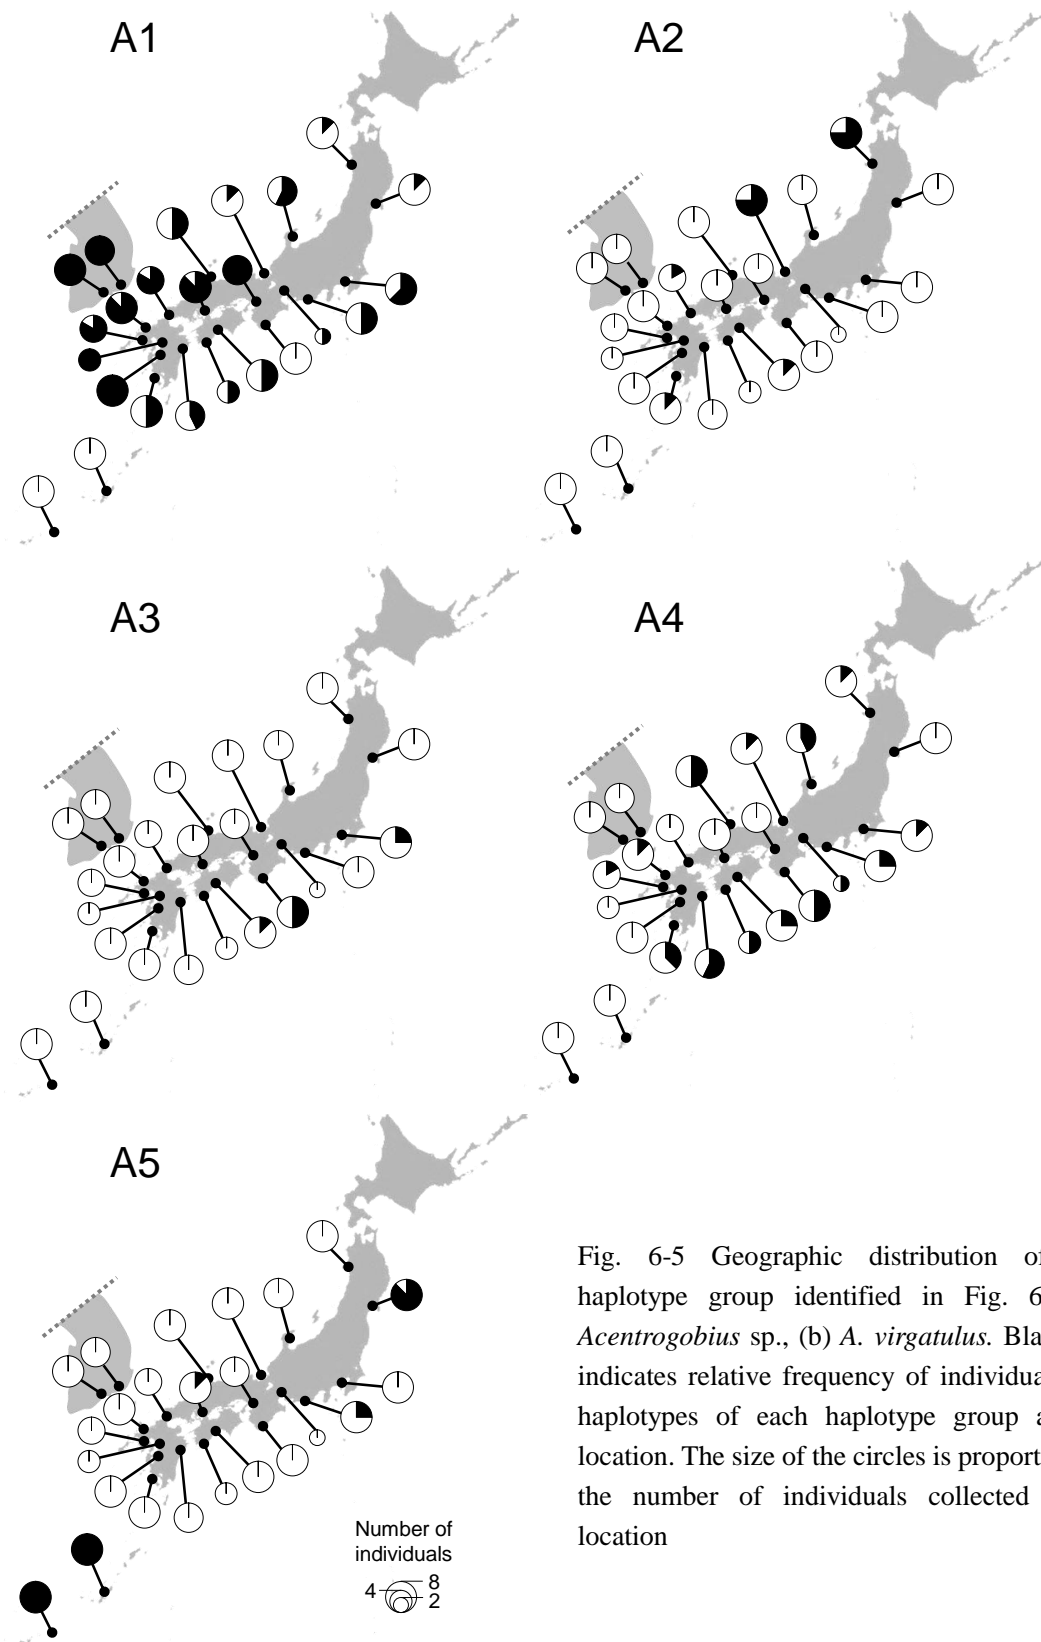 A1
A2
A3
A4
A5
Number of
individuals
4
8
2
Fig. 6-5 Geographic distribution of
haplotype group identified in Fig. 6
Acentrogobius sp., (b) A. virgatulus. Bla
indicates relative frequency of individua
haplotypes of each haplotype group a
location. The size of the circles is proport
the number of individuals collected
location